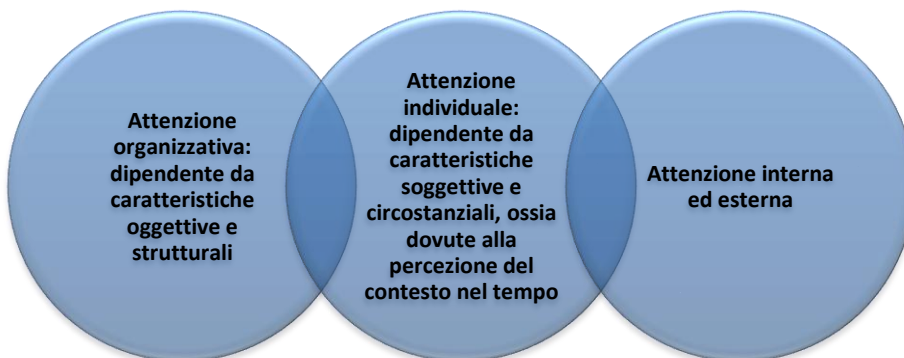 Attenzione
organizzativa:
dipendente da
caratteristiche
oggettive e
strutturali
Attenzione
individuale:
dipendente da
caratteristiche
soggettive e
circostanziali, ossia
dovute alla
percezione del
contesto nel tempo
Attenzione interna
ed esterna